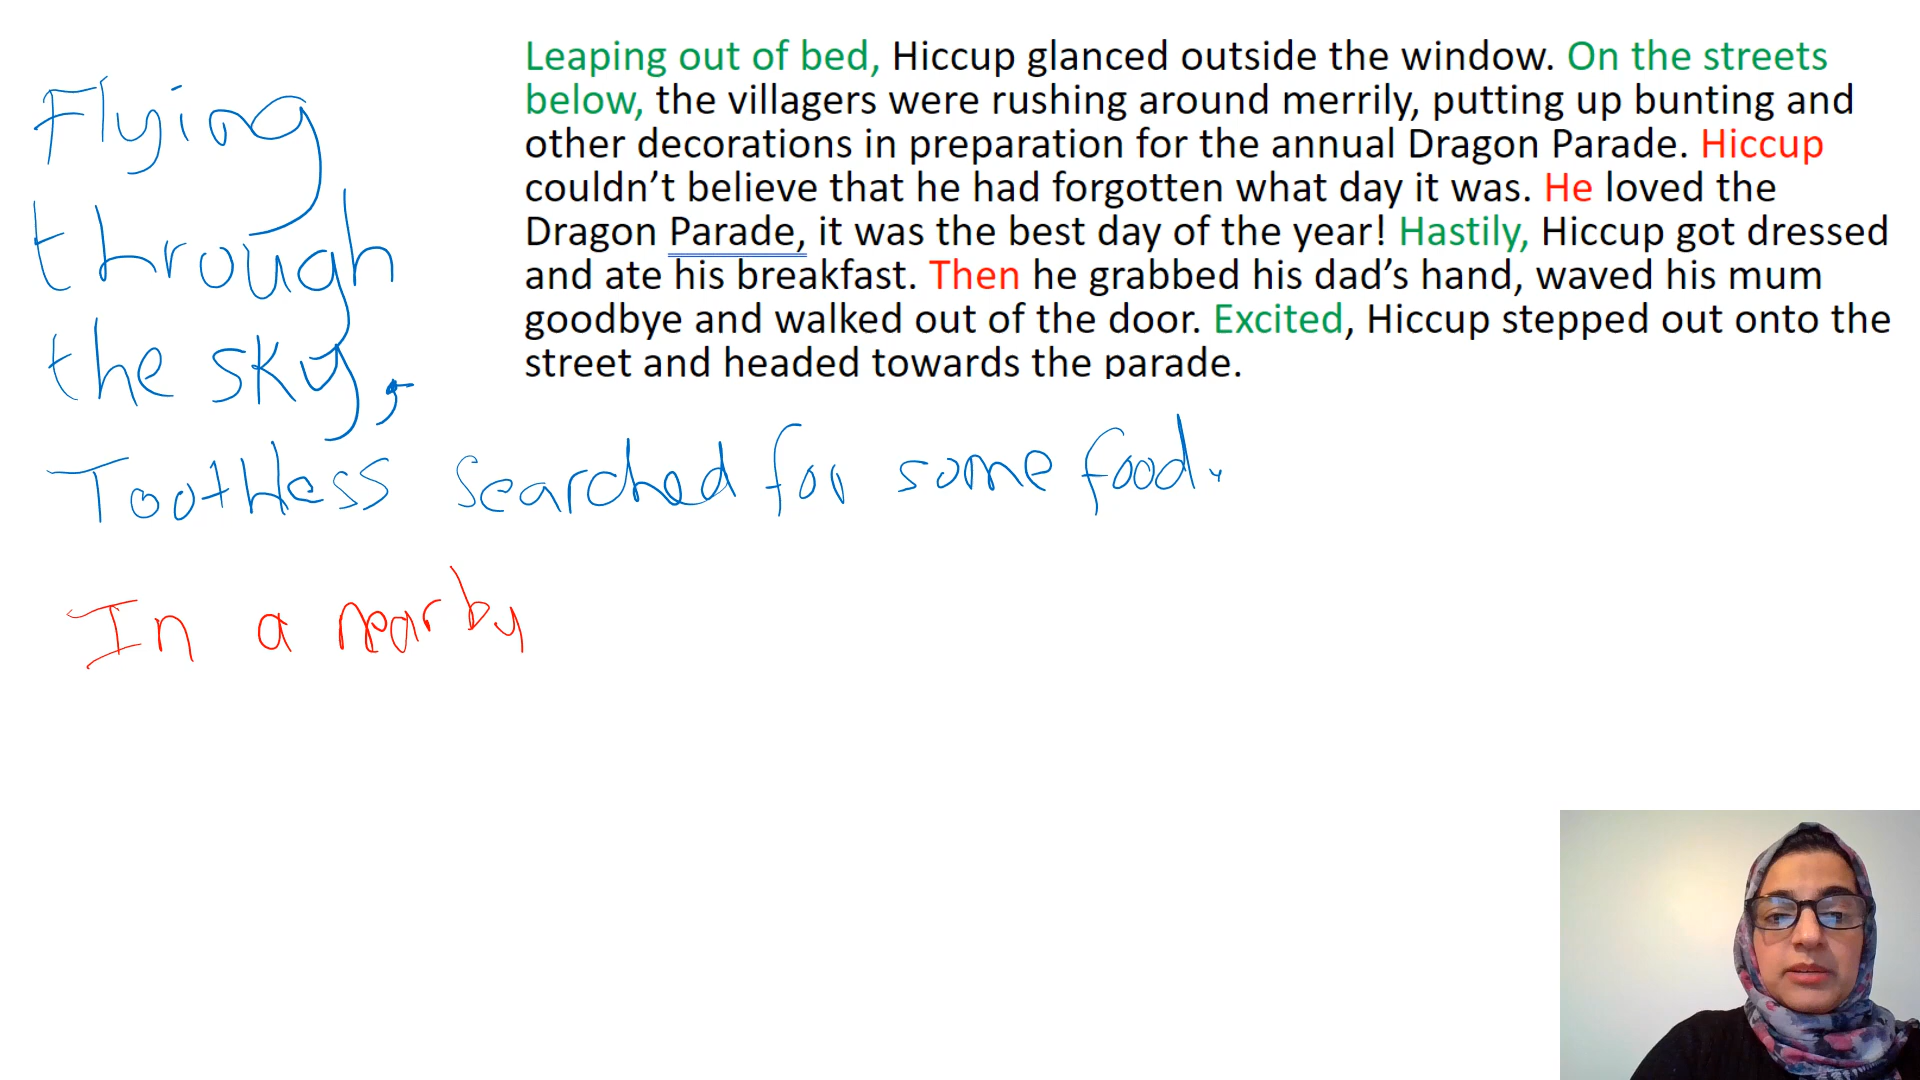 Leaping out of bed, Hiccup glanced outside the window. On the streets
below, the villagers were rushing around merrily, putting up bunting and
other decorations in preparation for the annual Dragon Parade. Hiccup
couldn’t believe that he had forgotten what day it was. He loved the
Dragon Parade, it was the best day of the year! Hastily, Hiccup got dressed
and ate his breakfast. Then he grabbed his dad’s hand, waved his mum
goodbye and walked out of the door. Excited, Hiccup stepped out onto the
street and headed towards the parade.
Flying
through
the sky,
Toothless searched for some food.
In a nearby